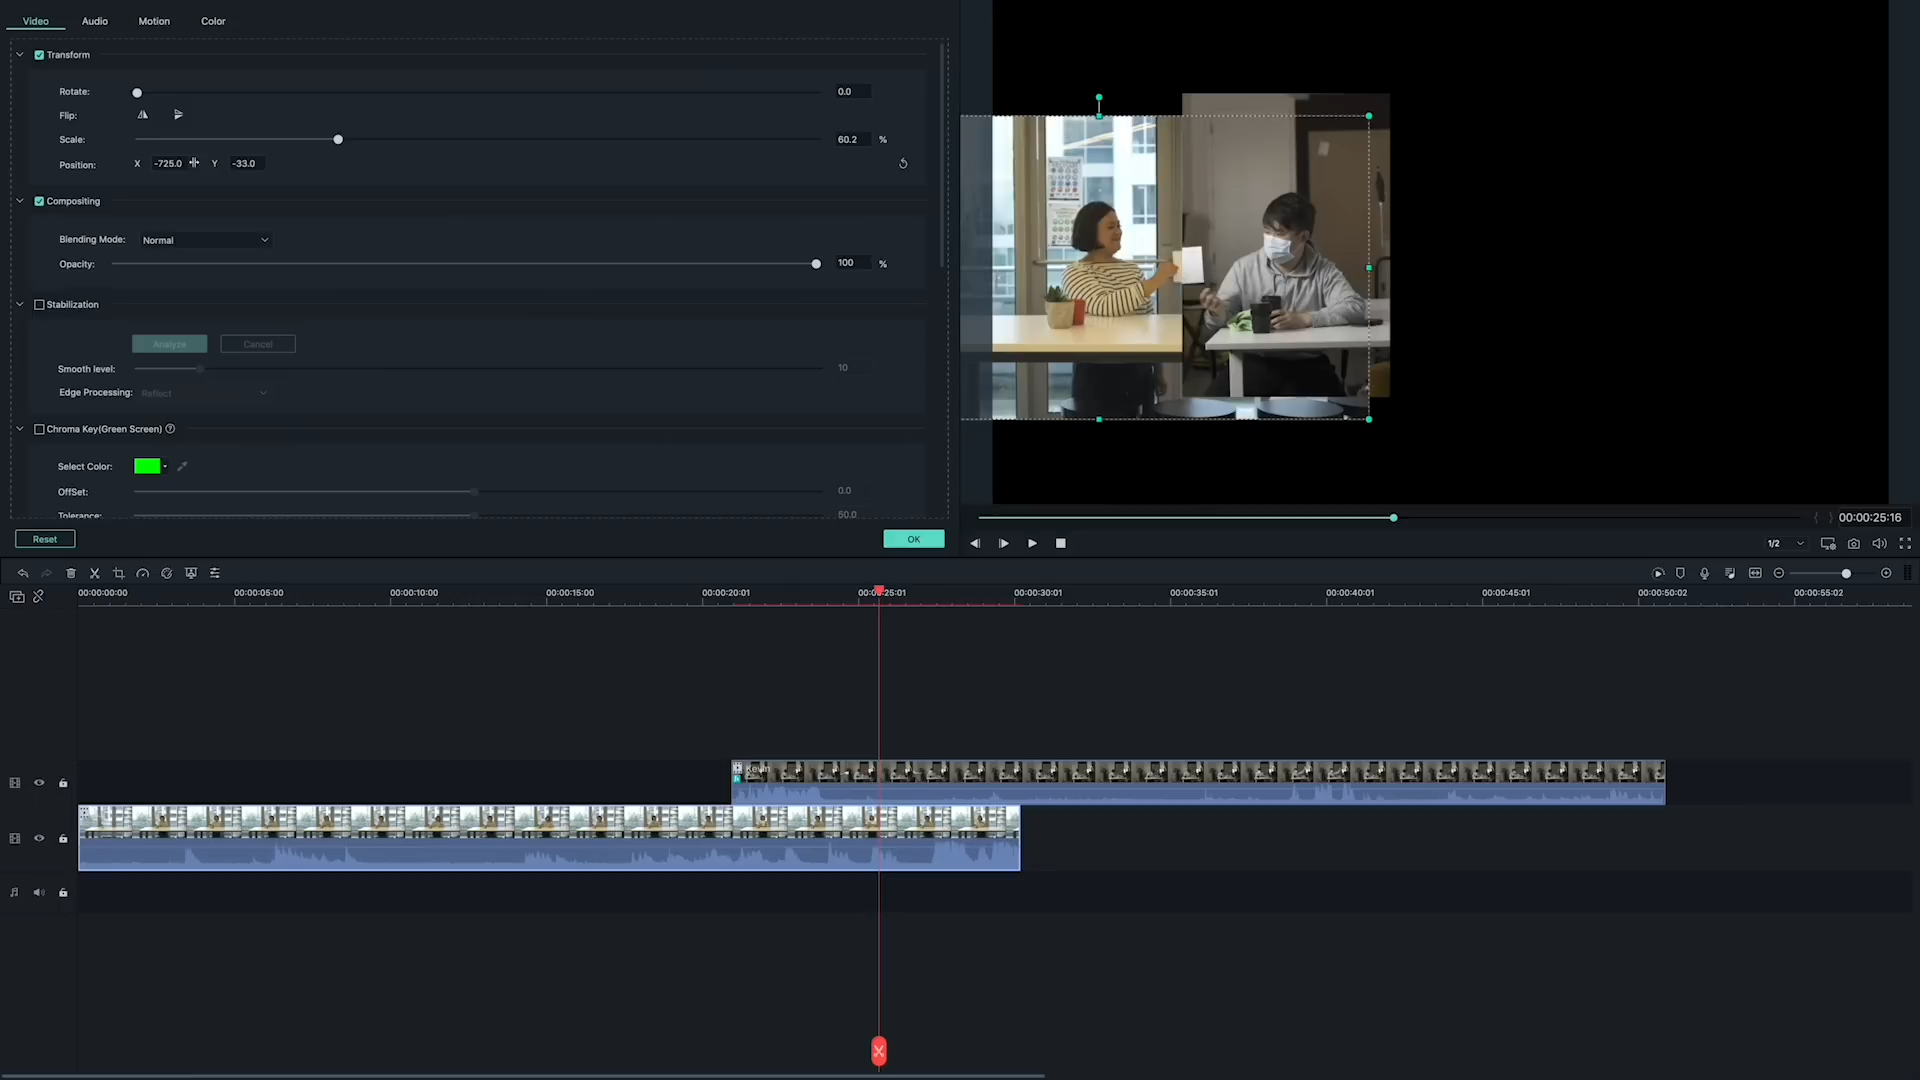 Video Audio Motion Color
Transform
Rotate: 0.0
Flip:
Scale: 60.2 %
Position: X -725.0 Y -33.0
Compositing
Blending Mode: Normal
Opacity: 100 %
Stabilization
Analyze Cancel
Smooth level: 10
Edge Processing: Reflect
Chroma Key(Green Screen)
Select Color:
OffSet: 0.0
Tolerance: 50.0
Reset OK
00:00:25:16
1/2
00:00:00:00 00:00:05:00 00:00:10:00 00:00:15:00 00:00:20:01 00:00:25:01 00:00:30:01 00:00:35:01 00:00:40:01 00:00:45:01 00:00:50:02 00:00:55:02
Kevin